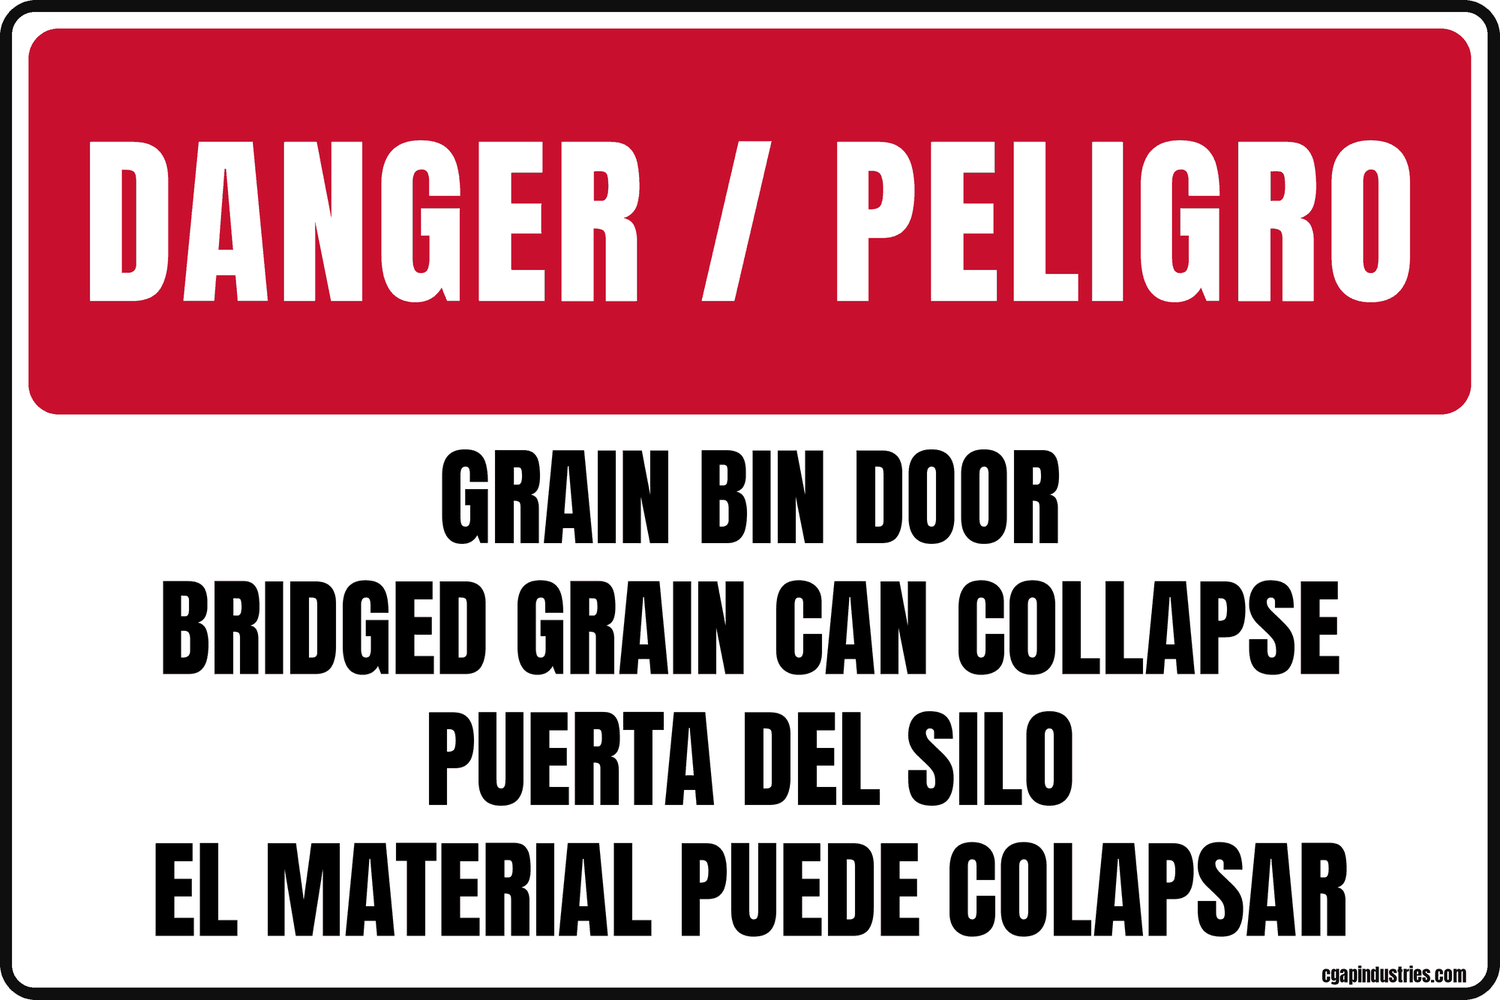 DANGER / PELIGRO
GRAIN BIN DOOR
BRIDGED GRAIN CAN COLLAPSE
PUERTA DEL SILO
EL MATERIAL PUEDE COLAPSAR
cgapindustries.com